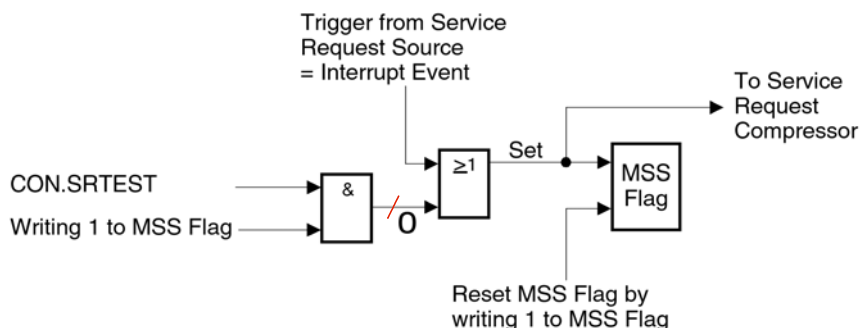 Trigger from Service
Request Source
= Interrupt Event
To Service
Request
Compressor
Set
≥1
MSS
Flag
CON.SRTEST
&
Writing 1 to MSS Flag
0
Reset MSS Flag by
writing 1 to MSS Flag